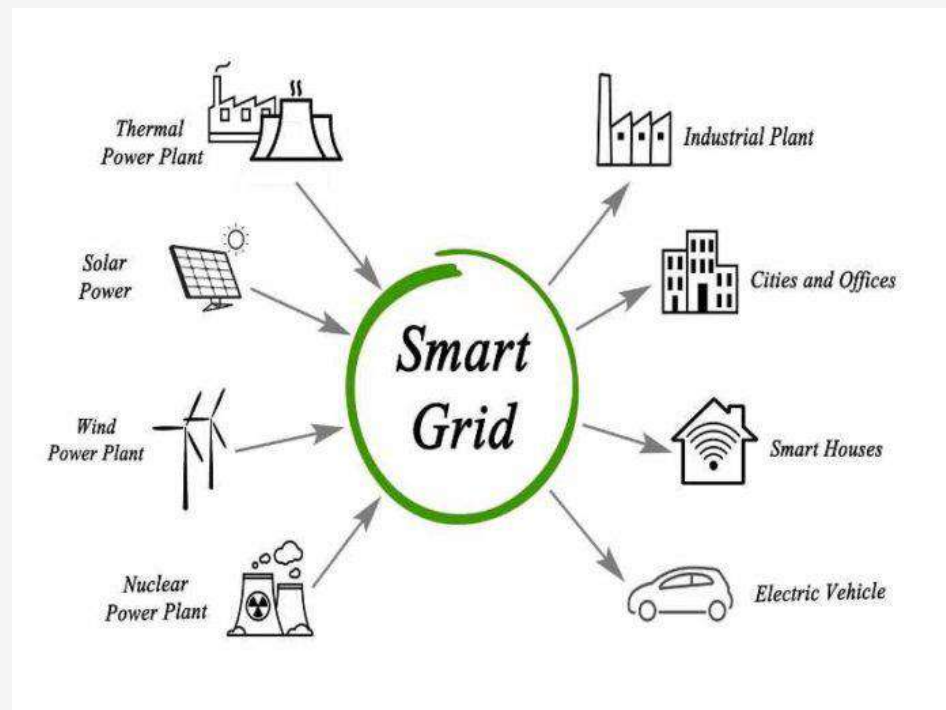 Thermal
Power Plant
Solar
Power
Wind
Power Plant
Nuclear
Power Plant
Smart
Grid
Industrial Plant
Cities and Offices
Smart Houses
Electric Vehicle